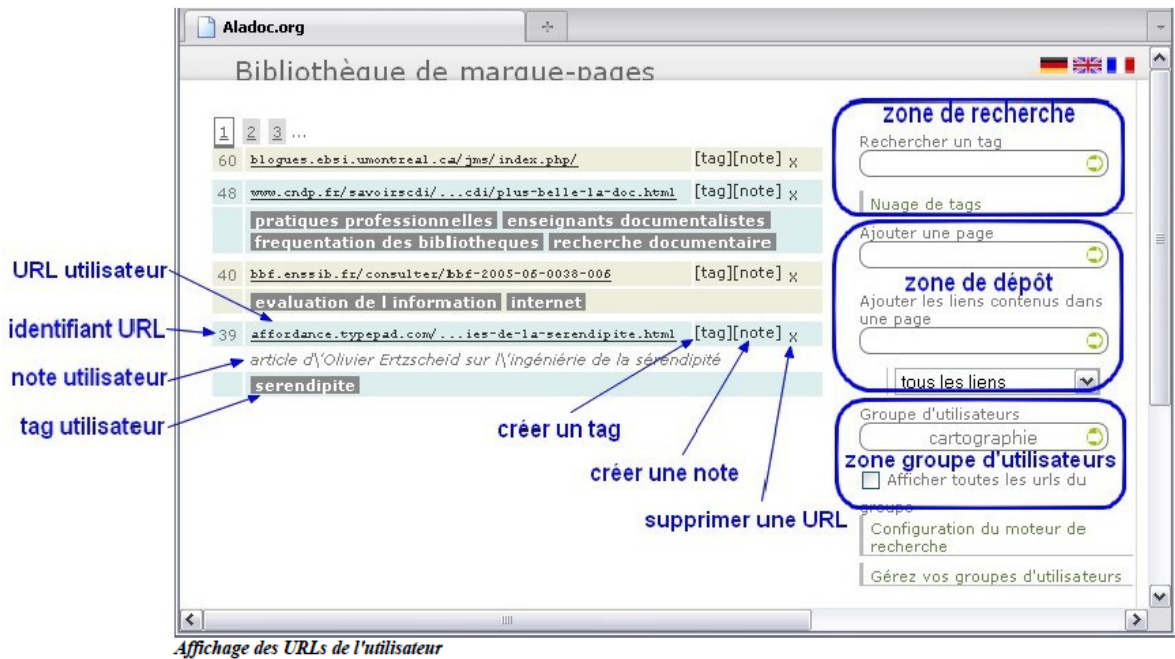 Aladoc.org
Bibliothèque de marque-pages
1 2 3 ...
60 blogues.ebsi.umontreal.ca/jms/index.php/ [tag][note] x
48 www.cndp.fr/savoirscdi/...cdi/plus-belle-la-doc.html [tag][note] x
pratiques professionnelles enseignants documentalistes
frequentation des bibliotheques recherche documentaire
40 bbf.enssib.fr/consulter/bbf-2005-05-0038-006 [tag][note] x
evaluation de l information internet
39 affordance.typepad.com/...ies-de-la-serendipite.html [tag][note] x
article d\'Olivier Ertzscheid sur l\'ingéniérie de la sérendipité
serendipite
URL utilisateur
identifiant URL
note utilisateur
tag utilisateur
créer un tag
créer une note
supprimer une URL
zone de recherche
Rechercher un tag
Nuage de tags
Ajouter une page
zone de dépôt
Ajouter les liens contenus dans
une page
tous les liens
Groupe d'utilisateurs
cartographie
zone groupe d'utilisateurs
Afficher toutes les urls du
groupe
Configuration du moteur de
recherche
Gérez vos groupes d'utilisateurs
Affichage des URLs de l'utilisateur